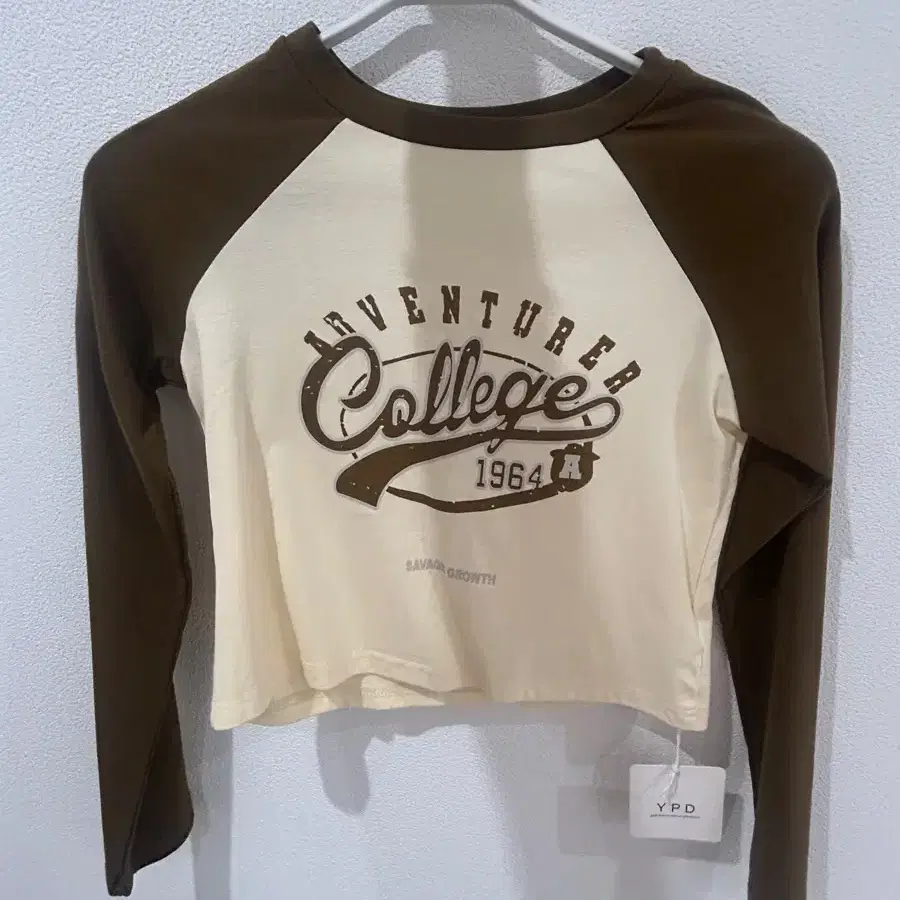 ARVENTURER
College
1964
A
SAVAGE GROWTH
YPD